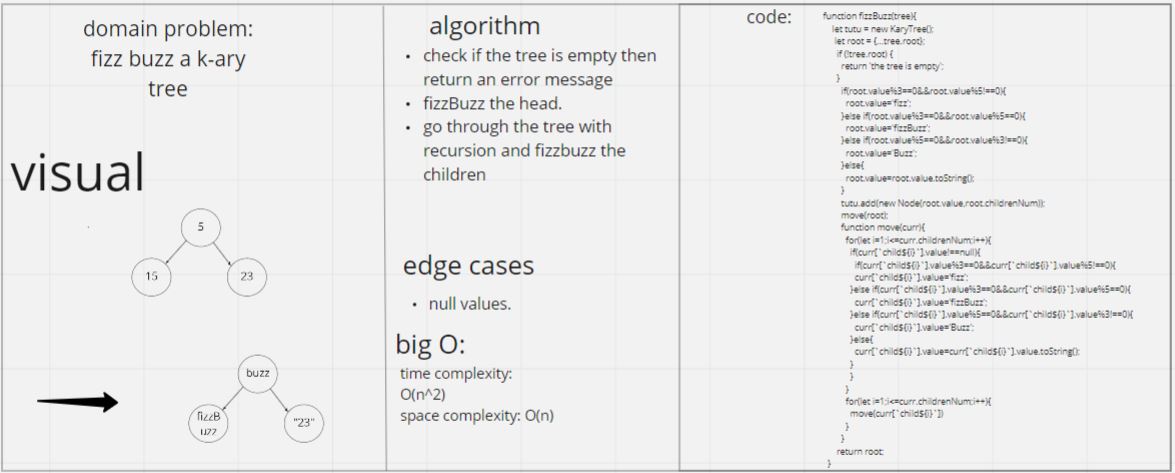 domain problem:
fizz buzz a k-ary
tree
visual
5
15
23
buzz
fizzB
uzz
"23"
algorithm
• check if the tree is empty then
return an error message
• fizzBuzz the head.
• go through the tree with
recursion and fizzbuzz the
children
edge cases
• null values.
big O:
time complexity:
O(n^2)
space complexity: O(n)
code:
function fizzBuzz(tree){
let tutu = new KaryTree();
let root = {...tree.root};
if (!tree.root) {
return 'the tree is empty';
}
if(root.value%3==0&&root.value%5!==0){
root.value='fizz';
}else if(root.value%3==0&&root.value%5==0){
root.value='fizzBuzz';
}else if(root.value%5==0&&root.value%3!==0){
root.value='Buzz';
}else{
root.value=root.value.toString();
}
tutu.add(new Node(root.value,root.childrenNum));
move(root);
function move(curr){
for(let i=1;i<=curr.childrenNum;i++){
if(curr[`child${i}`].value!==null){
if(curr[`child${i}`].value%3==0&&curr[`child${i}`].value%5!==0){
curr[`child${i}`].value='fizz';
}else if(curr[`child${i}`].value%3==0&&curr[`child${i}`].value%5==0){
curr[`child${i}`].value='fizzBuzz';
}else if(curr[`child${i}`].value%5==0&&curr[`child${i}`].value%3!==0){
curr[`child${i}`].value='Buzz';
}else{
curr[`child${i}`].value=curr[`child${i}`].value.toString();
}
}
}
for(let i=1;i<=curr.childrenNum;i++){
move(curr[`child${i}`])
}
}
return root;
}